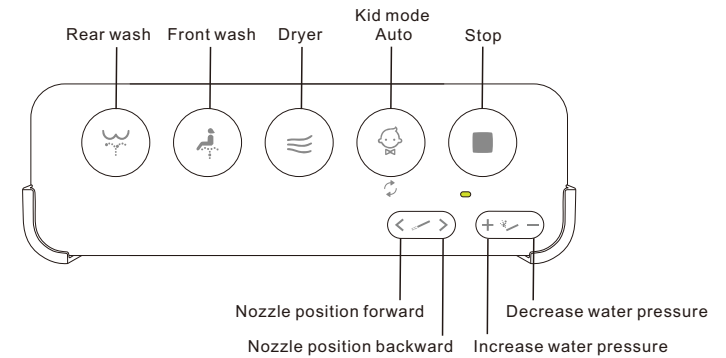 Rear wash
Front wash
Dryer
Kid mode
Auto
Stop
Nozzle position forward
Decrease water pressure
Nozzle position backward
Increase water pressure